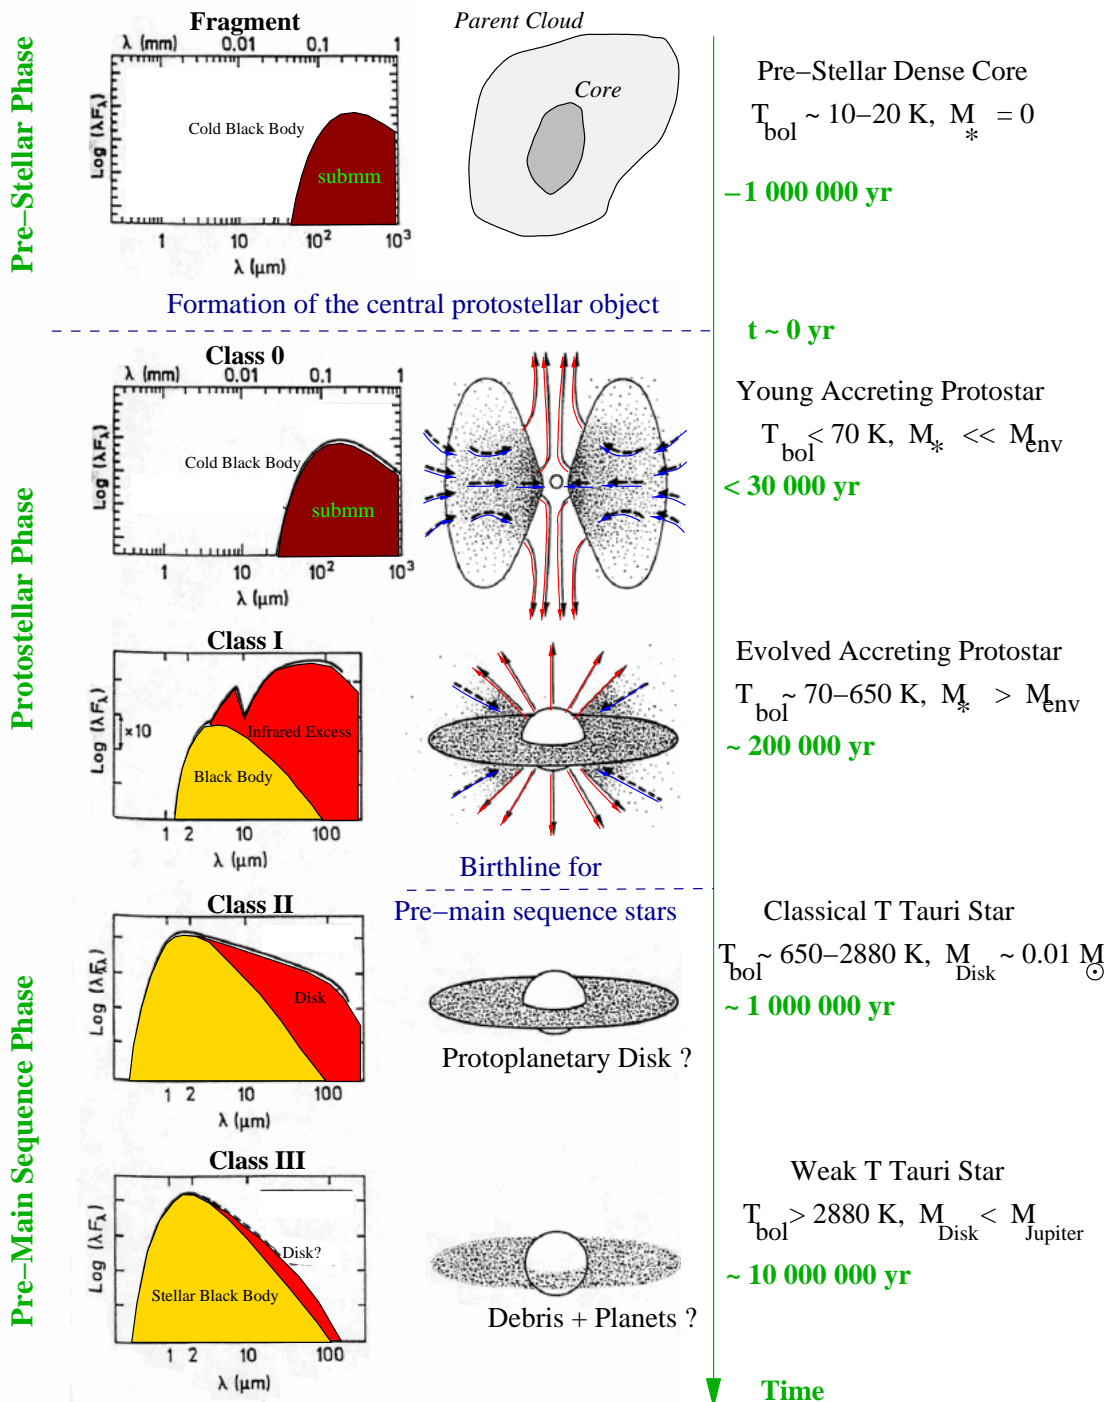 Pre−Stellar Phase
Fragment
λ (mm) 0.01 0.1 1
Log (λFλ)
Cold Black Body
submm
1 10 10² 10³
λ (μm)
Parent Cloud
Core
Pre−Stellar Dense Core
T_bol ~ 10−20 K, M_* = 0
−1 000 000 yr
Formation of the central protostellar object
t ~ 0 yr
Protostellar Phase
Class 0
λ (mm) 0.01 0.1 1
Log (λFλ)
Cold Black Body
submm
1 10 10² 10³
λ (μm)
Young Accreting Protostar
T_bol < 70 K, M_* << M_env
< 30 000 yr
Class I
Log (λFλ)
×10
Infrared Excess
Black Body
1 2 10 100
λ (μm)
Evolved Accreting Protostar
T_bol ~ 70−650 K, M_* > M_env
~ 200 000 yr
Birthline for
Pre−main sequence stars
Pre−Main Sequence Phase
Class II
Log (λFλ)
Disk
1 2 10 100
λ (μm)
Protoplanetary Disk ?
Classical T Tauri Star
T_bol ~ 650−2880 K, M_Disk ~ 0.01 M_⊙
~ 1 000 000 yr
Class III
Log (λFλ)
Disk?
Stellar Black Body
1 2 10 100
λ (μm)
Debris + Planets ?
Weak T Tauri Star
T_bol > 2880 K, M_Disk < M_Jupiter
~ 10 000 000 yr
Time